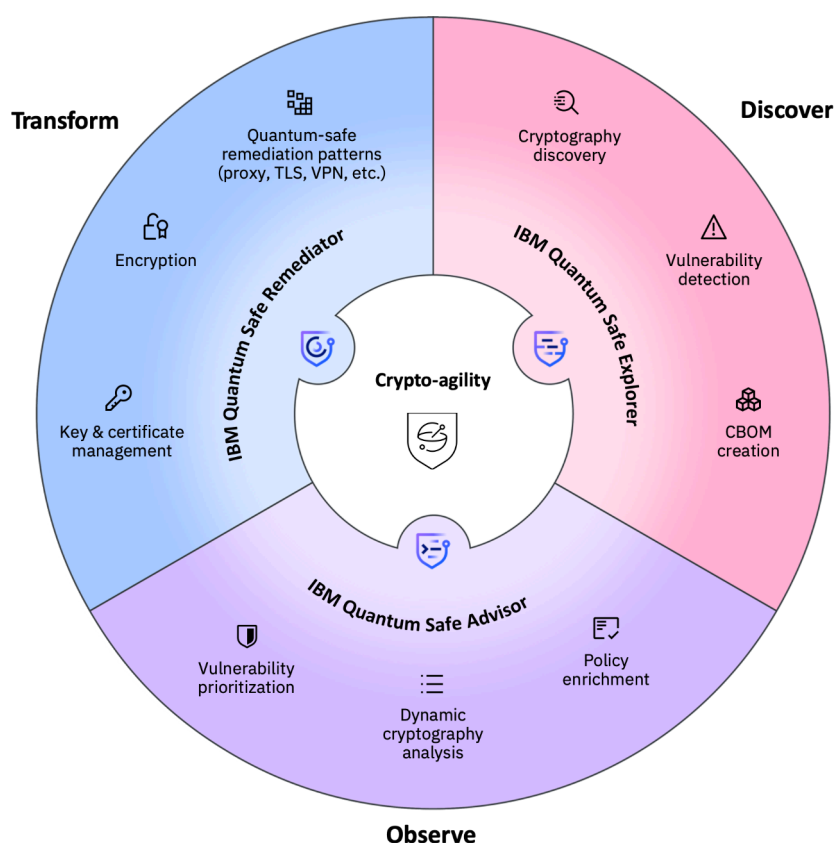 Transform
Quantum-safe
remediation patterns
(proxy, TLS, VPN, etc.)
Encryption
Key & certificate
management
IBM Quantum Safe Remediator
Discover
Cryptography
discovery
Vulnerability
detection
CBOM
creation
IBM Quantum Safe Explorer
Crypto-agility
IBM Quantum Safe Advisor
Vulnerability
prioritization
Dynamic
cryptography
analysis
Policy
enrichment
Observe